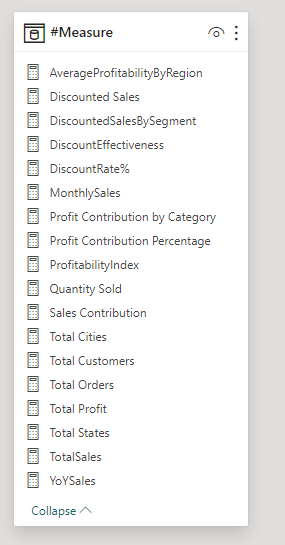 #Measure
AverageProfitabilityByRegion
Discounted Sales
DiscountedSalesBySegment
DiscountEffectiveness
DiscountRate%
MonthlySales
Profit Contribution by Category
Profit Contribution Percentage
ProfitabilityIndex
Quantity Sold
Sales Contribution
Total Cities
Total Customers
Total Orders
Total Profit
Total States
TotalSales
YoYSales
Collapse